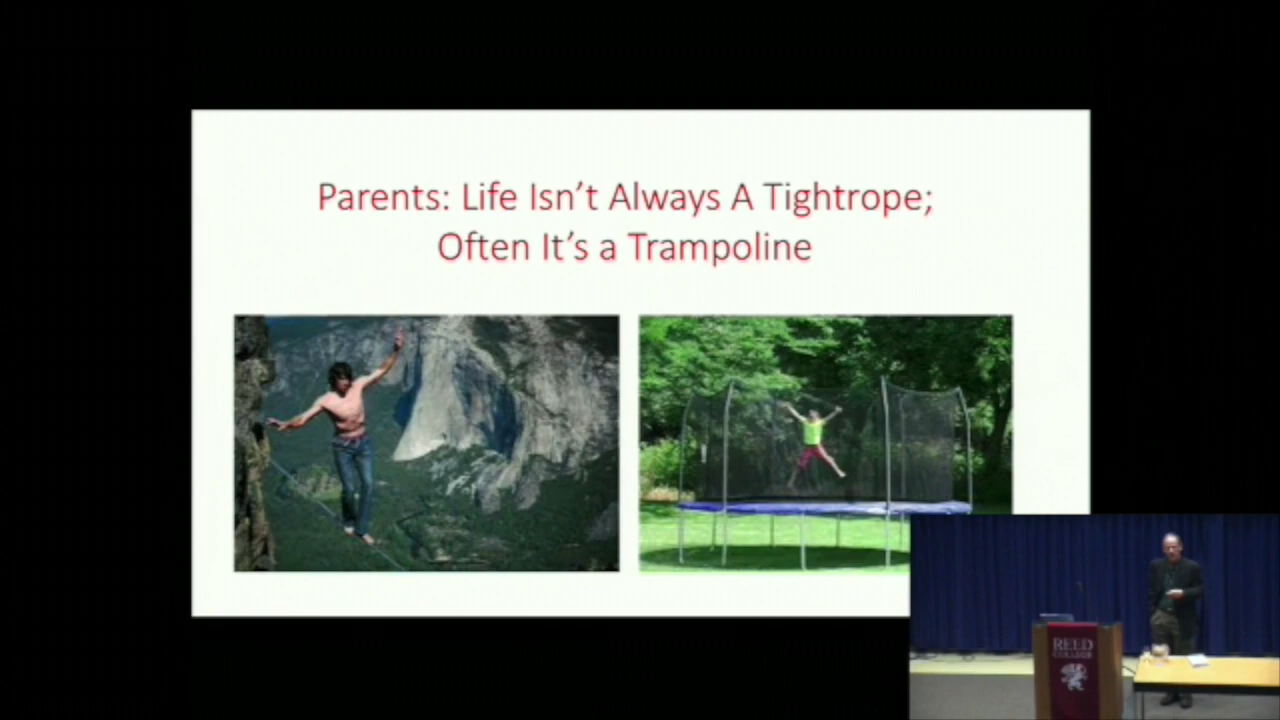 Parents: Life Isn't Always A Tightrope;
Often It's a Trampoline
REED
COLLEGE